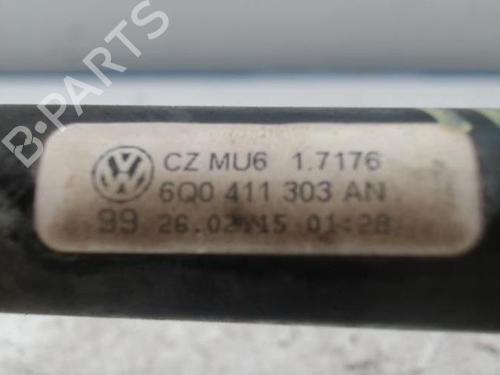 CZ MU6 1.7176
6Q0 411 303 AN
99 26.02.15 01:28
B-PARTS